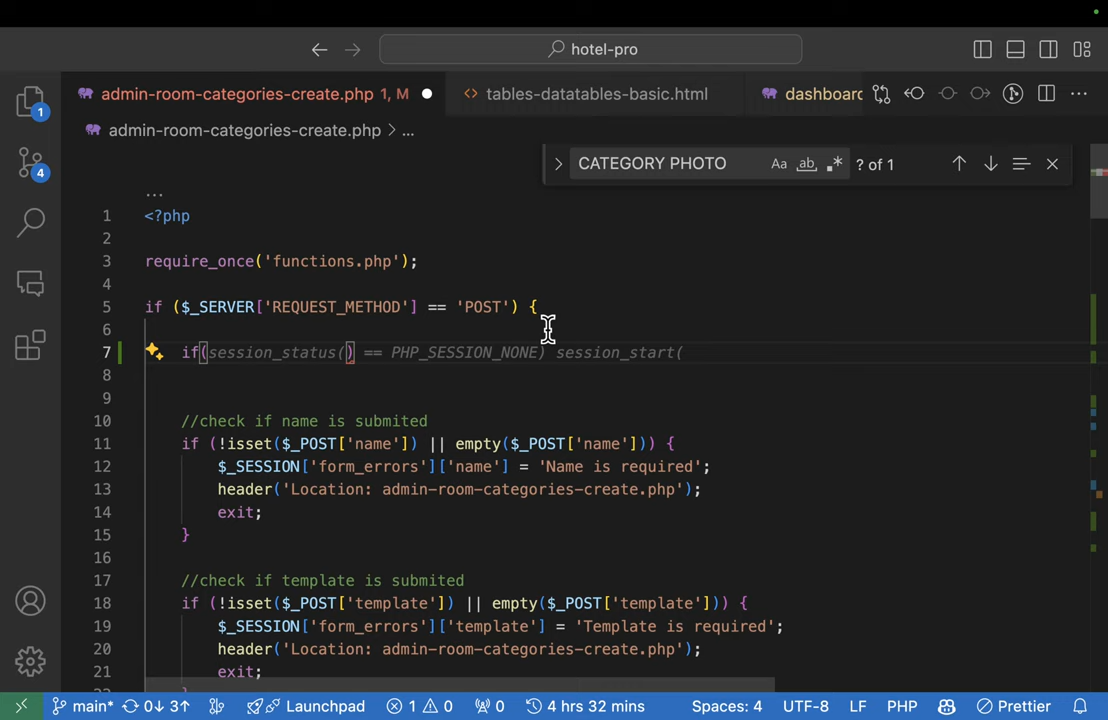 hotel-pro
admin-room-categories-create.php 1, M
tables-datatables-basic.html
dashboard
admin-room-categories-create.php > ...
CATEGORY PHOTO
Aa
ab
.*
? of 1
1
4
...
1 <?php
2
3 require_once('functions.php');
4
5 if ($_SERVER['REQUEST_METHOD'] == 'POST') {
6
7 if(session_status() == PHP_SESSION_NONE) session_start(
8
9
10 //check if name is submited
11 if (!isset($_POST['name']) || empty($_POST['name'])) {
12 $_SESSION['form_errors']['name'] = 'Name is required';
13 header('Location: admin-room-categories-create.php');
14 exit;
15 }
16
17 //check if template is submited
18 if (!isset($_POST['template']) || empty($_POST['template'])) {
19 $_SESSION['form_errors']['template'] = 'Template is required';
20 header('Location: admin-room-categories-create.php');
21 exit;
main* 0↓ 3↑ Launchpad 1 0 0 4 hrs 32 mins Spaces: 4 UTF-8 LF PHP Prettier